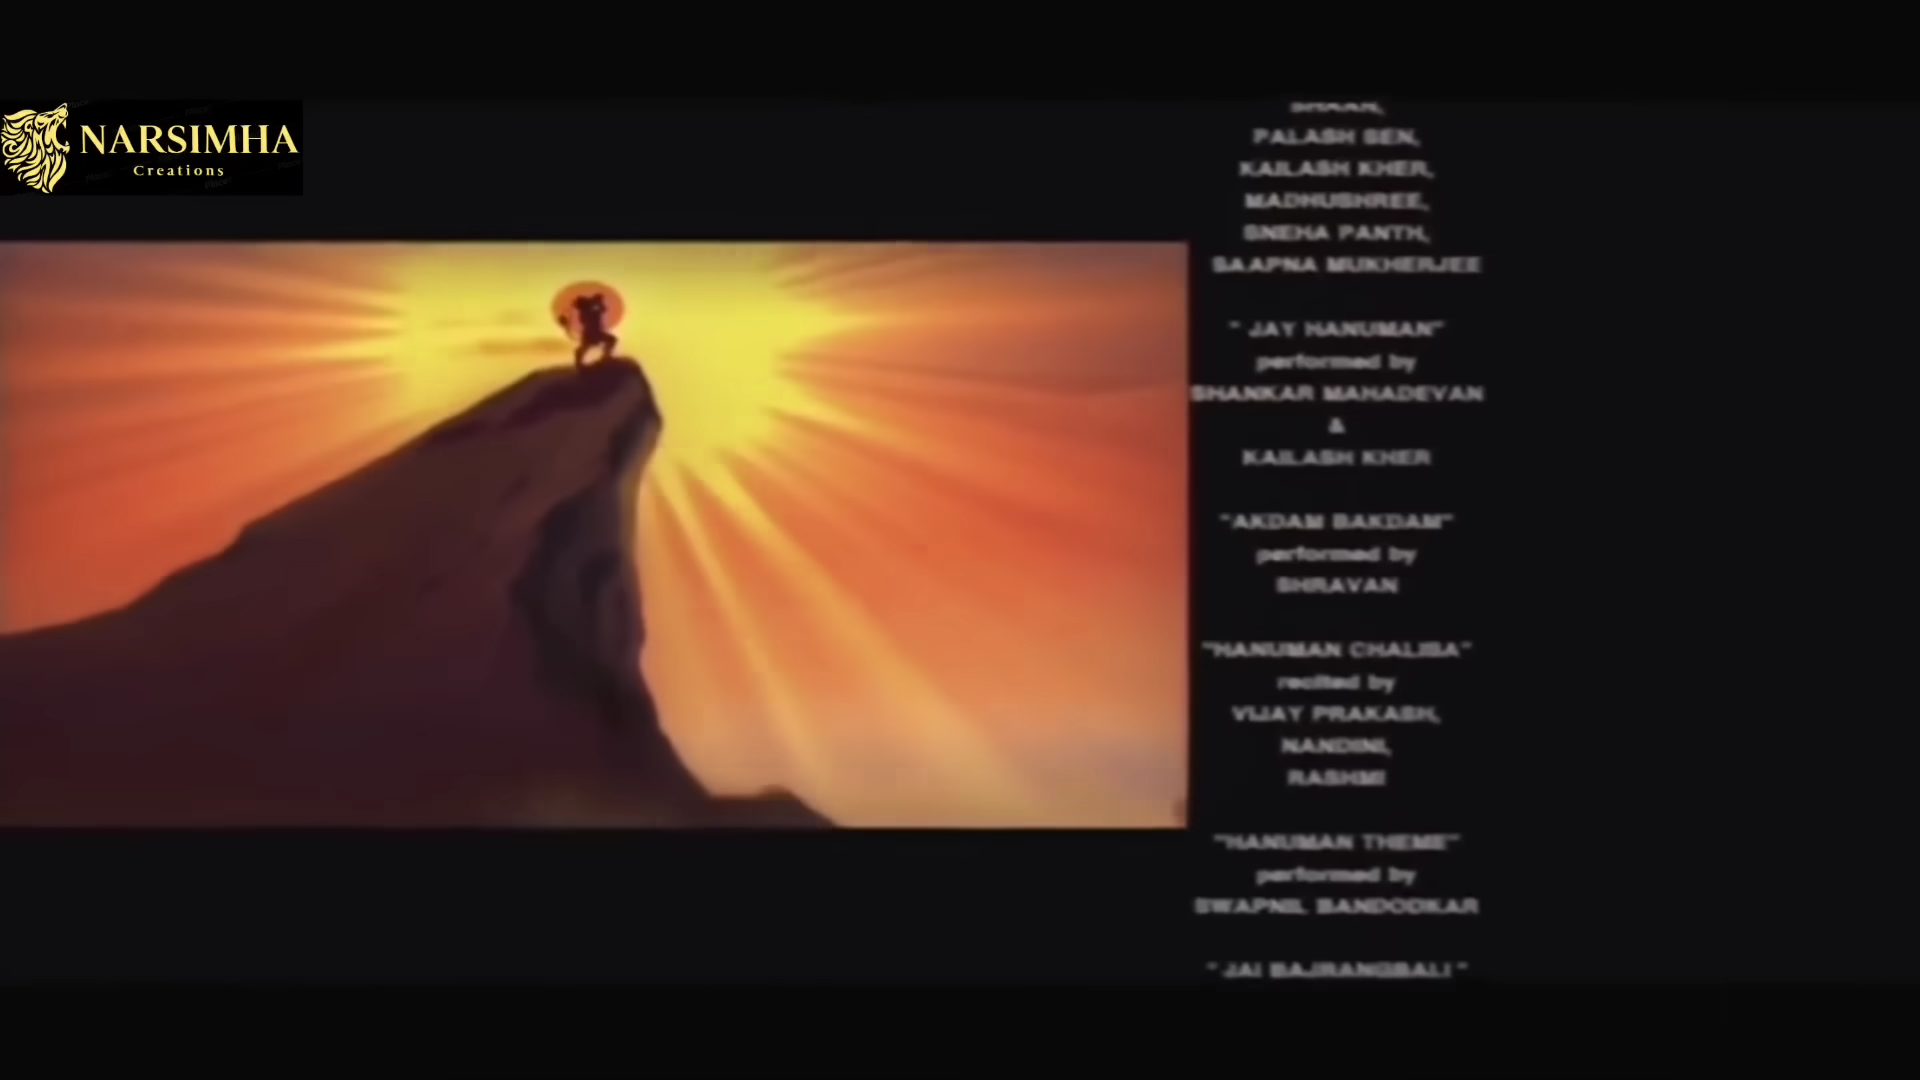 NARSIMHA
Creations
SHAAN,
PALASH SEN,
KAILASH KHER,
MADHUSHREE,
SNEHA PANTH,
SAAPNA MUKHERJEE
" JAY HANUMAN"
performed by
SHANKAR MAHADEVAN
&
KAILASH KHER
"AKDAM BAKDAM"
performed by
SHRAVAN
"HANUMAN CHALISA"
recited by
VIJAY PRAKASH,
NANDINI,
RASHMI
"HANUMAN THEME"
performed by
SWAPNIL BANDODKAR
" JAI BAJRANGBALI "